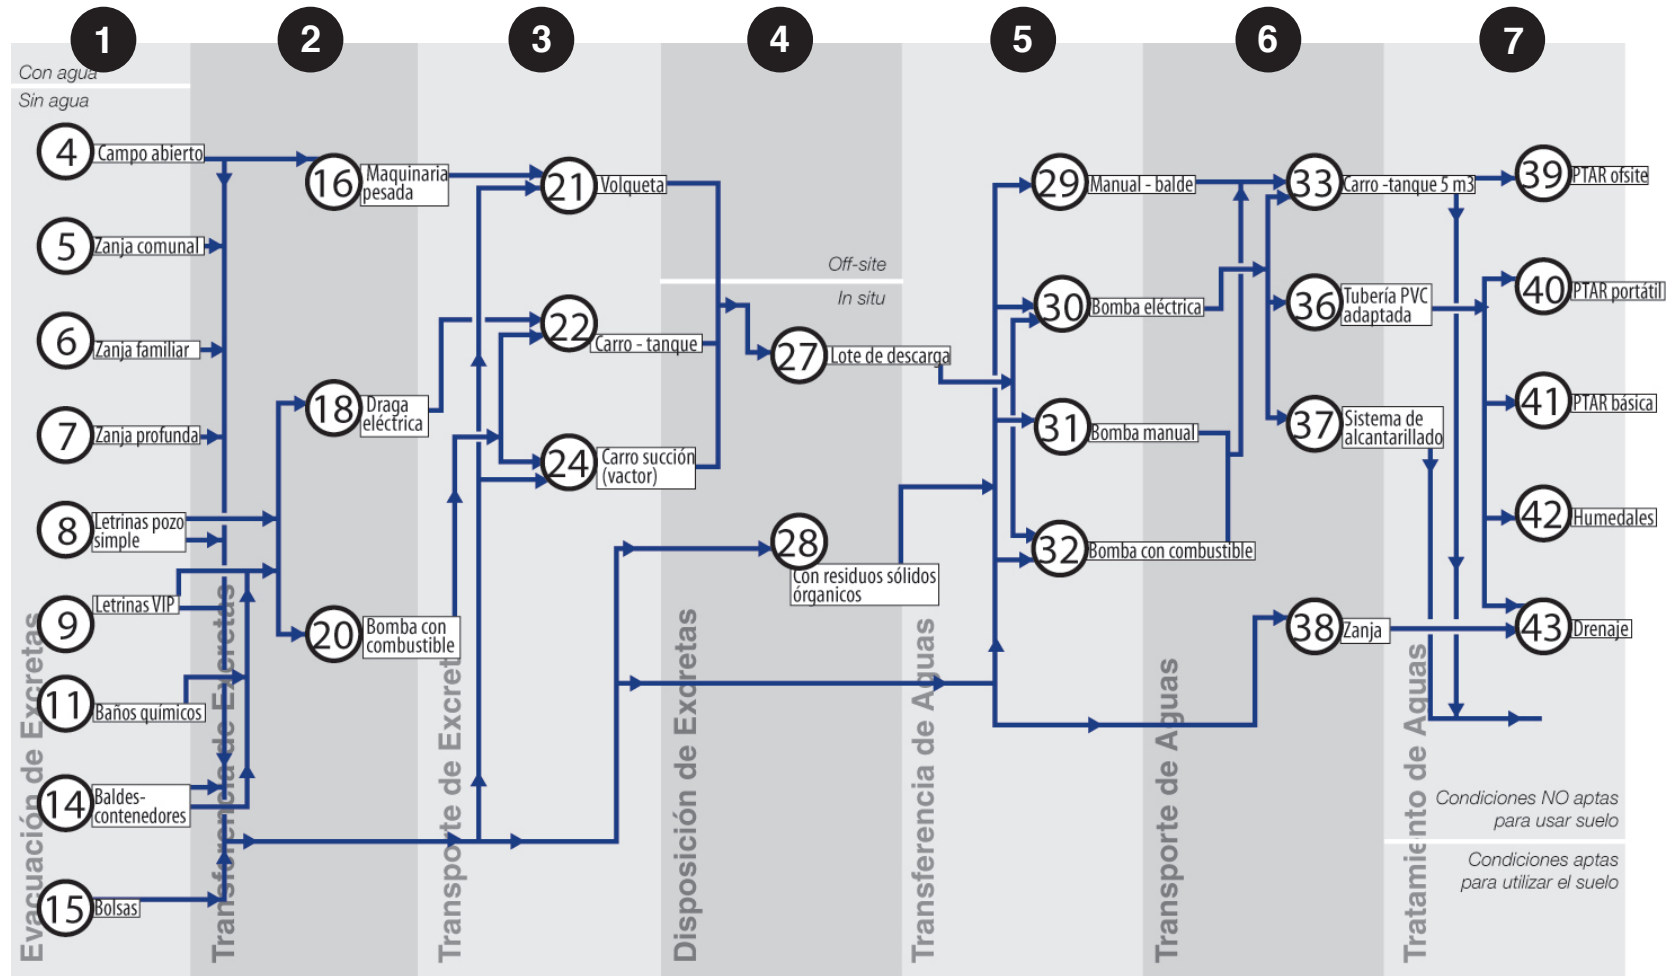 1
2
3
4
5
6
7
Con agua
Sin agua
4
Campo abierto
5
Zanja comunal
6
Zanja familiar
7
Zanja profunda
8
Letrinas pozo
simple
9
Letrinas VIP
11
Baños químicos
14
Baldes-
contenedores
15
Bolsas
Evacuación de Excretas
16
Maquinaria
pesada
18
Draga
eléctrica
20
Bomba con
combustible
Transferencia de Excretas
21
Volqueta
22
Carro - tanque
24
Carro succión
(vactor)
Transporte de Excret
Off-site
In situ
27
Lote de descarga
28
Con residuos sólidos
órganicos
Disposición de Excretas
29
Manual - balde
30
Bomba eléctrica
31
Bomba manual
32
Bomba con combustible
Transferencia de Aguas
33
Carro -tanque 5 m3
36
Tubería PVC
adaptada
37
Sistema de
alcantarillado
38
Zanja
Transporte de Aguas
39
PTAR ofsite
40
PTAR portátil
41
PTAR básica
42
Humedales
43
Drenaje
Tratamiento de Aguas
Condiciones NO aptas
para usar suelo
Condiciones aptas
para utilizar el suelo